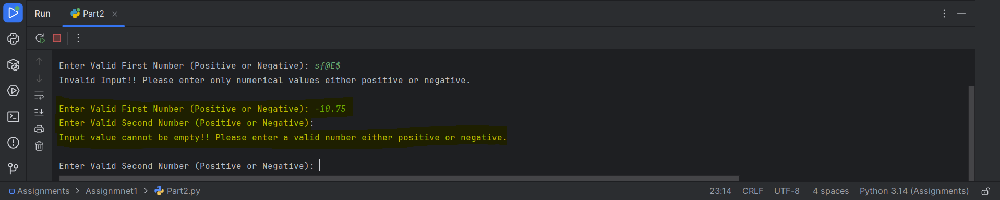 Run Part2
Enter Valid First Number (Positive or Negative): sf@E$
Invalid Input!! Please enter only numerical values either positive or negative.
Enter Valid First Number (Positive or Negative): -10.75
Enter Valid Second Number (Positive or Negative):
Input value cannot be empty!! Please enter a valid number either positive or negative.
Enter Valid Second Number (Positive or Negative):
Assignments > Assignmnet1 > Part2.py 23:14 CRLF UTF-8 4 spaces Python 3.14 (Assignments)